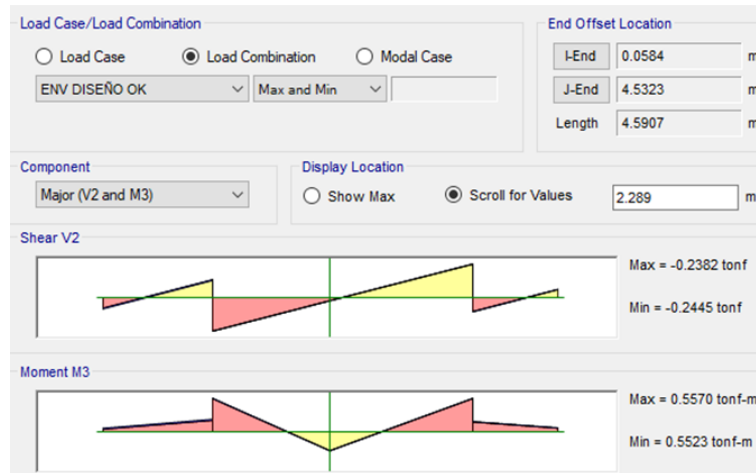 Load Case/Load Combination
Load Case
Load Combination
Modal Case
ENV DISEÑO OK
Max and Min
End Offset Location
I-End 0.0584 m
J-End 4.5323 m
Length 4.5907 m
Component
Major (V2 and M3)
Display Location
Show Max
Scroll for Values
2.289 m
Shear V2
Max = -0.2382 tonf
Min = -0.2445 tonf
Moment M3
Max = 0.5570 tonf-m
Min = 0.5523 tonf-m